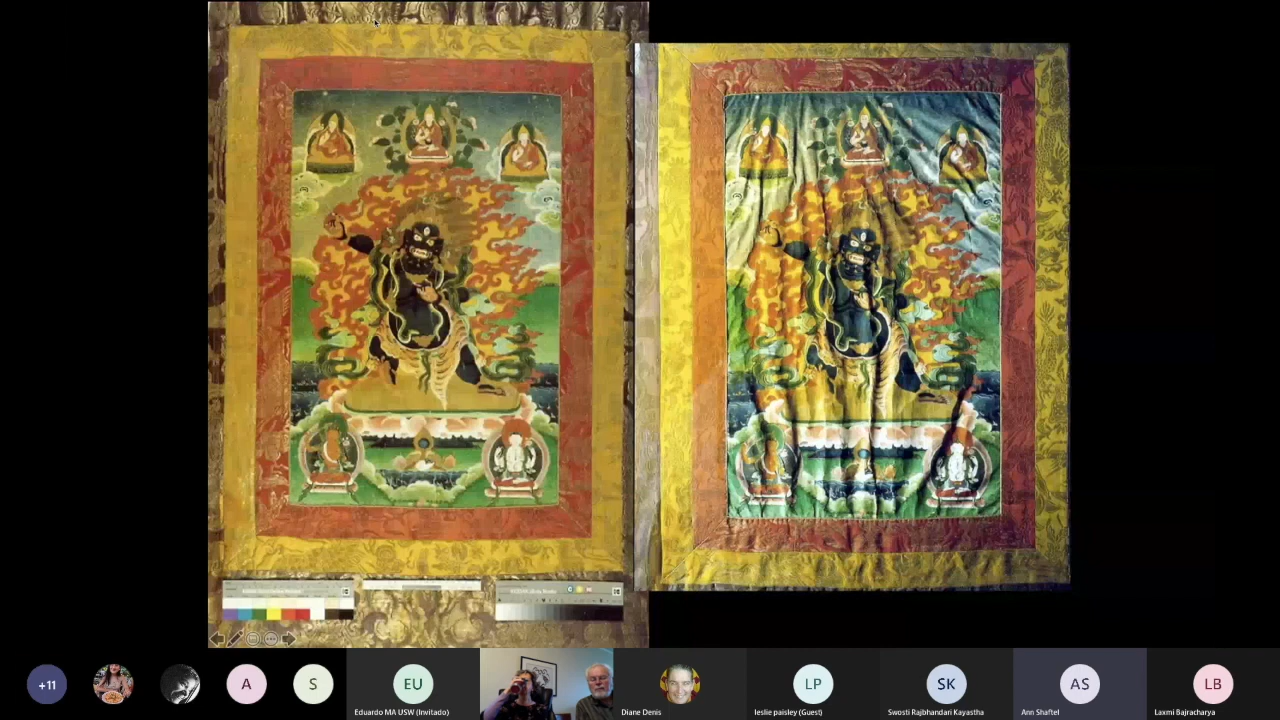 +11
A
S
EU
Eduardo MA USW (Invitado)
Diane Denis
LP
leslie paisley (Guest)
SK
Swosti Rajbhandari Kayastha
AS
Ann Shaftel
LB
Laxmi Bajracharya